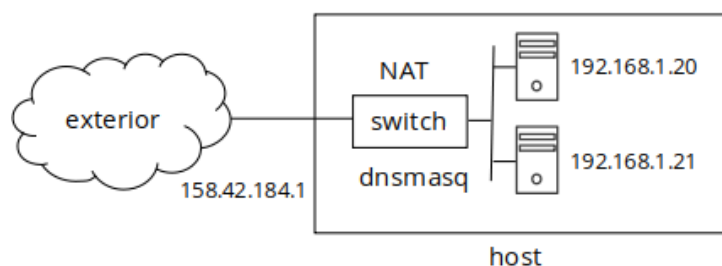 exterior
158.42.184.1
NAT
switch
dnsmasq
192.168.1.20
192.168.1.21
host